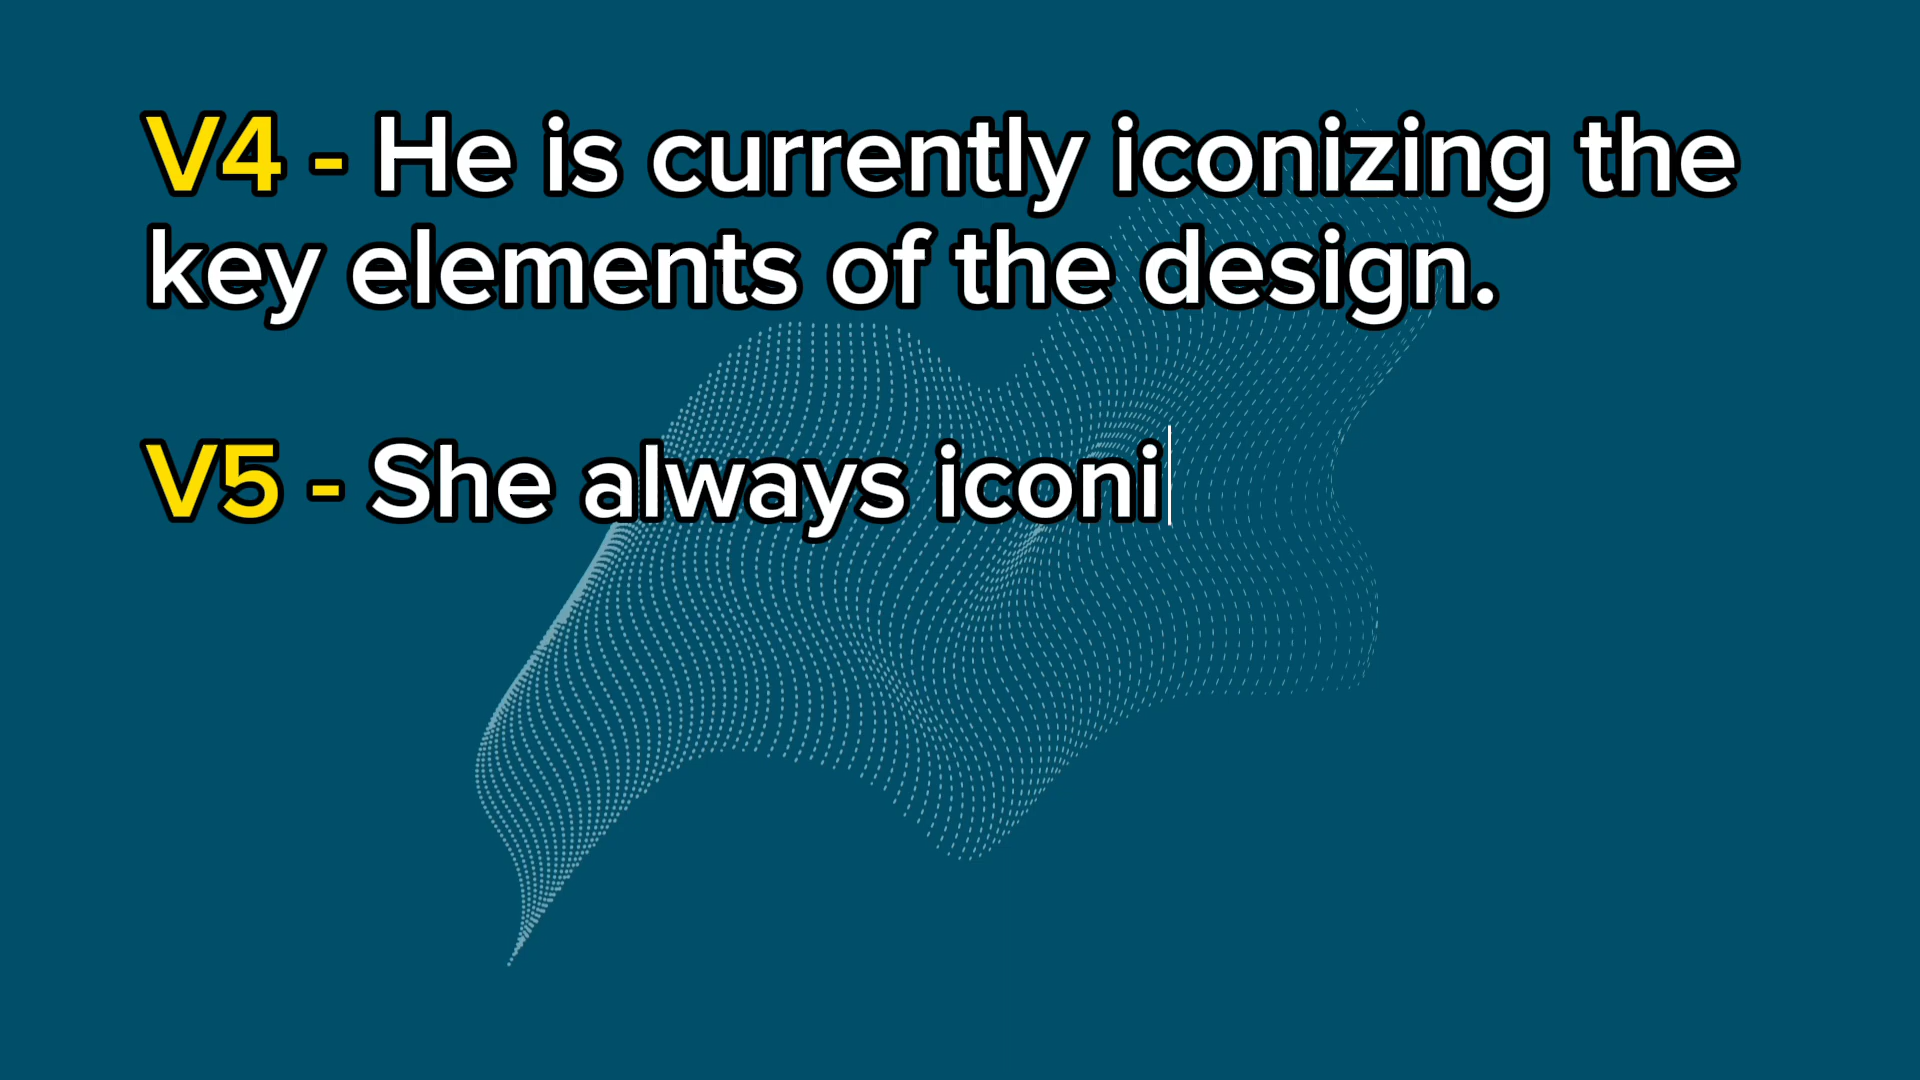 V4 - He is currently iconizing the
key elements of the design.
V5 - She always iconi